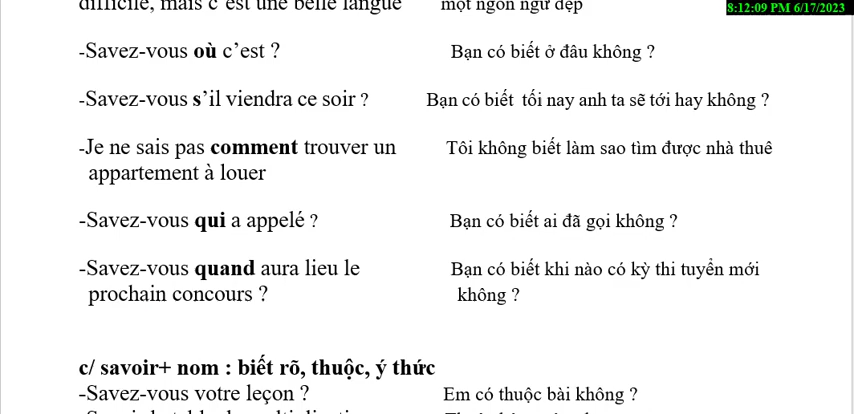 8:12:09 PM 6/17/2023
difficile, mais c'est une belle langue một ngôn ngữ đẹp
-Savez-vous où c'est ? Bạn có biết ở đâu không ?
-Savez-vous s'il viendra ce soir ? Bạn có biết tối nay anh ta sẽ tới hay không ?
-Je ne sais pas comment trouver un Tôi không biết làm sao tìm được nhà thuê
appartement à louer
-Savez-vous qui a appelé ? Bạn có biết ai đã gọi không ?
-Savez-vous quand aura lieu le Bạn có biết khi nào có kỳ thi tuyển mới
prochain concours ? không ?
c/ savoir+ nom : biết rõ, thuộc, ý thức
-Savez-vous votre leçon ? Em có thuộc bài không ?